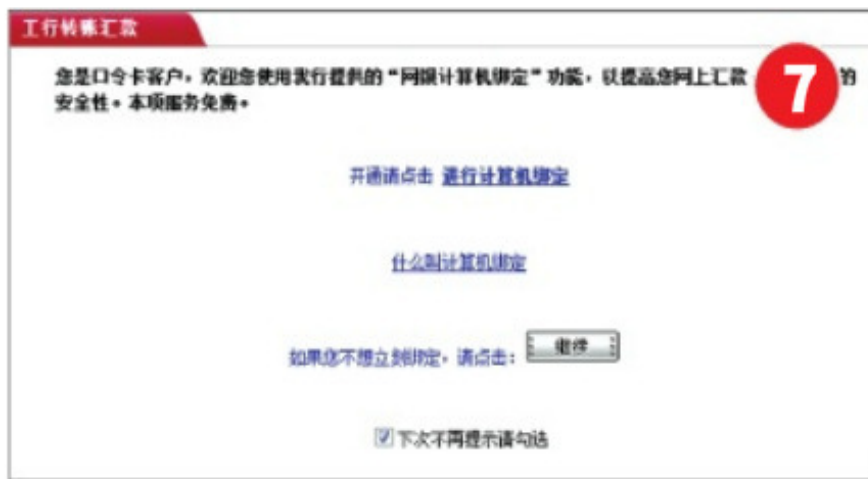 工行转账汇款
您是口令卡客户，欢迎您使用我行提供的“网银计算机绑定”功能，以提高您网上汇款 的
7
安全性。本项服务免费。
开通请点击 进行计算机绑定
什么叫计算机绑定
如果您不想立刻绑定，请点击： 继续
下次不再提示请勾选